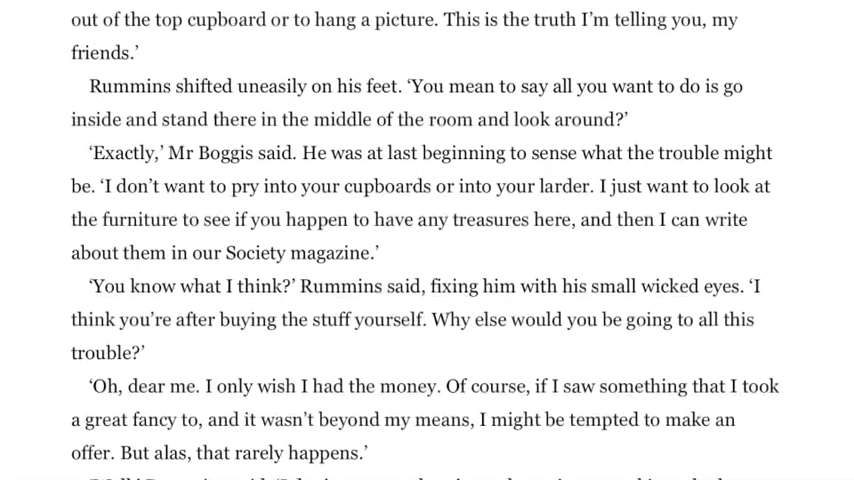 out of the top cupboard or to hang a picture. This is the truth I’m telling you, my
friends.’
Rummins shifted uneasily on his feet. ‘You mean to say all you want to do is go
inside and stand there in the middle of the room and look around?’
‘Exactly,’ Mr Boggis said. He was at last beginning to sense what the trouble might
be. ‘I don’t want to pry into your cupboards or into your larder. I just want to look at
the furniture to see if you happen to have any treasures here, and then I can write
about them in our Society magazine.’
‘You know what I think?’ Rummins said, fixing him with his small wicked eyes. ‘I
think you’re after buying the stuff yourself. Why else would you be going to all this
trouble?’
‘Oh, dear me. I only wish I had the money. Of course, if I saw something that I took
a great fancy to, and it wasn’t beyond my means, I might be tempted to make an
offer. But alas, that rarely happens.’